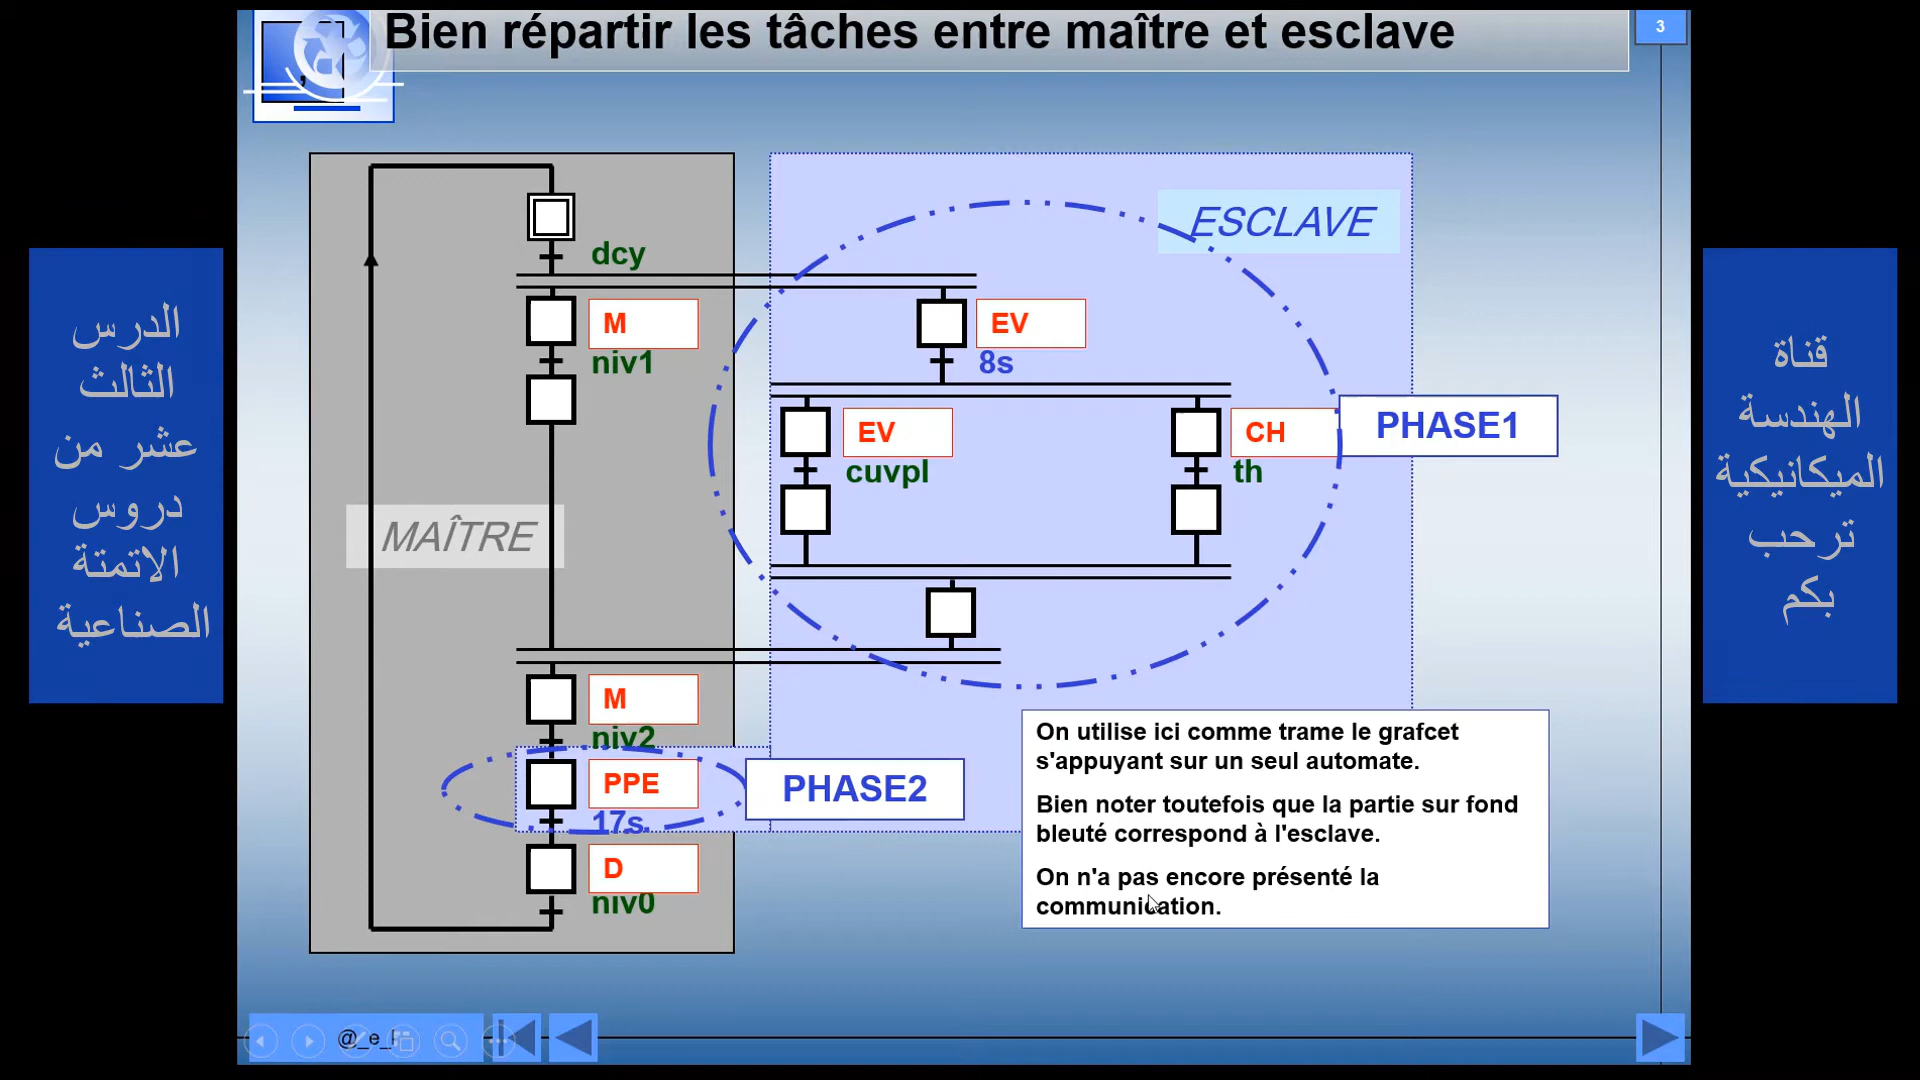 Bien répartir les tâches entre maître et esclave
3
الدرس
الثالث
عشر من
دروس
الاتمتة
الصناعية
قناة
الهندسة
الميكانيكية
ترحب
بكم
ESCLAVE
dcy
M
niv1
EV
8s
EV
cuvpl
CH
th
PHASE1
MAÎTRE
M
niv2
PPE
17s
PHASE2
D
niv0
On utilise ici comme trame le grafcet
s'appuyant sur un seul automate.
Bien noter toutefois que la partie sur fond
bleuté correspond à l'esclave.
On n'a pas encore présenté la
communication.